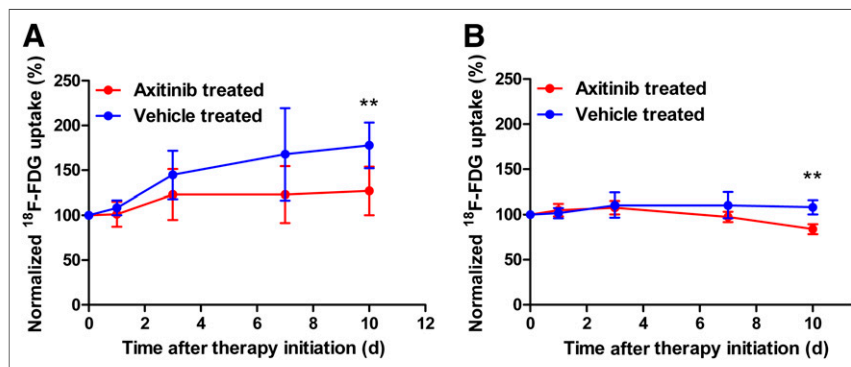 A
Normalized ¹⁸F-FDG uptake (%)
250
200
150
100
50
0
Axitinib treated
Vehicle treated
**
0 2 4 6 8 10 12
Time after therapy initiation (d)
B
Normalized ¹⁸F-FDG uptake (%)
250
200
150
100
50
0
Axitinib treated
Vehicle treated
**
0 2 4 6 8 10
Time after therapy initiation (d)